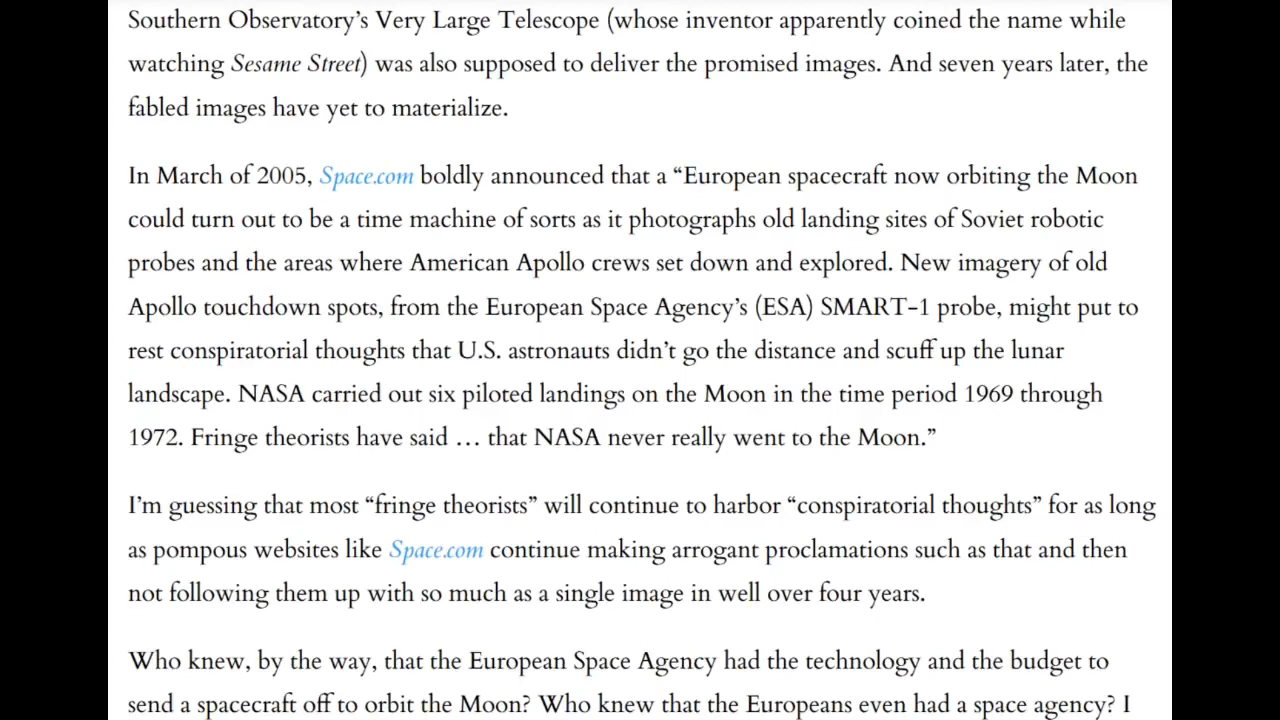 Southern Observatory’s Very Large Telescope (whose inventor apparently coined the name while
watching Sesame Street) was also supposed to deliver the promised images. And seven years later, the
fabled images have yet to materialize.
In March of 2005, Space.com boldly announced that a “European spacecraft now orbiting the Moon
could turn out to be a time machine of sorts as it photographs old landing sites of Soviet robotic
probes and the areas where American Apollo crews set down and explored. New imagery of old
Apollo touchdown spots, from the European Space Agency’s (ESA) SMART-1 probe, might put to
rest conspiratorial thoughts that U.S. astronauts didn’t go the distance and scuff up the lunar
landscape. NASA carried out six piloted landings on the Moon in the time period 1969 through
1972. Fringe theorists have said … that NASA never really went to the Moon.”
I’m guessing that most “fringe theorists” will continue to harbor “conspiratorial thoughts” for as long
as pompous websites like Space.com continue making arrogant proclamations such as that and then
not following them up with so much as a single image in well over four years.
Who knew, by the way, that the European Space Agency had the technology and the budget to
send a spacecraft off to orbit the Moon? Who knew that the Europeans even had a space agency? I